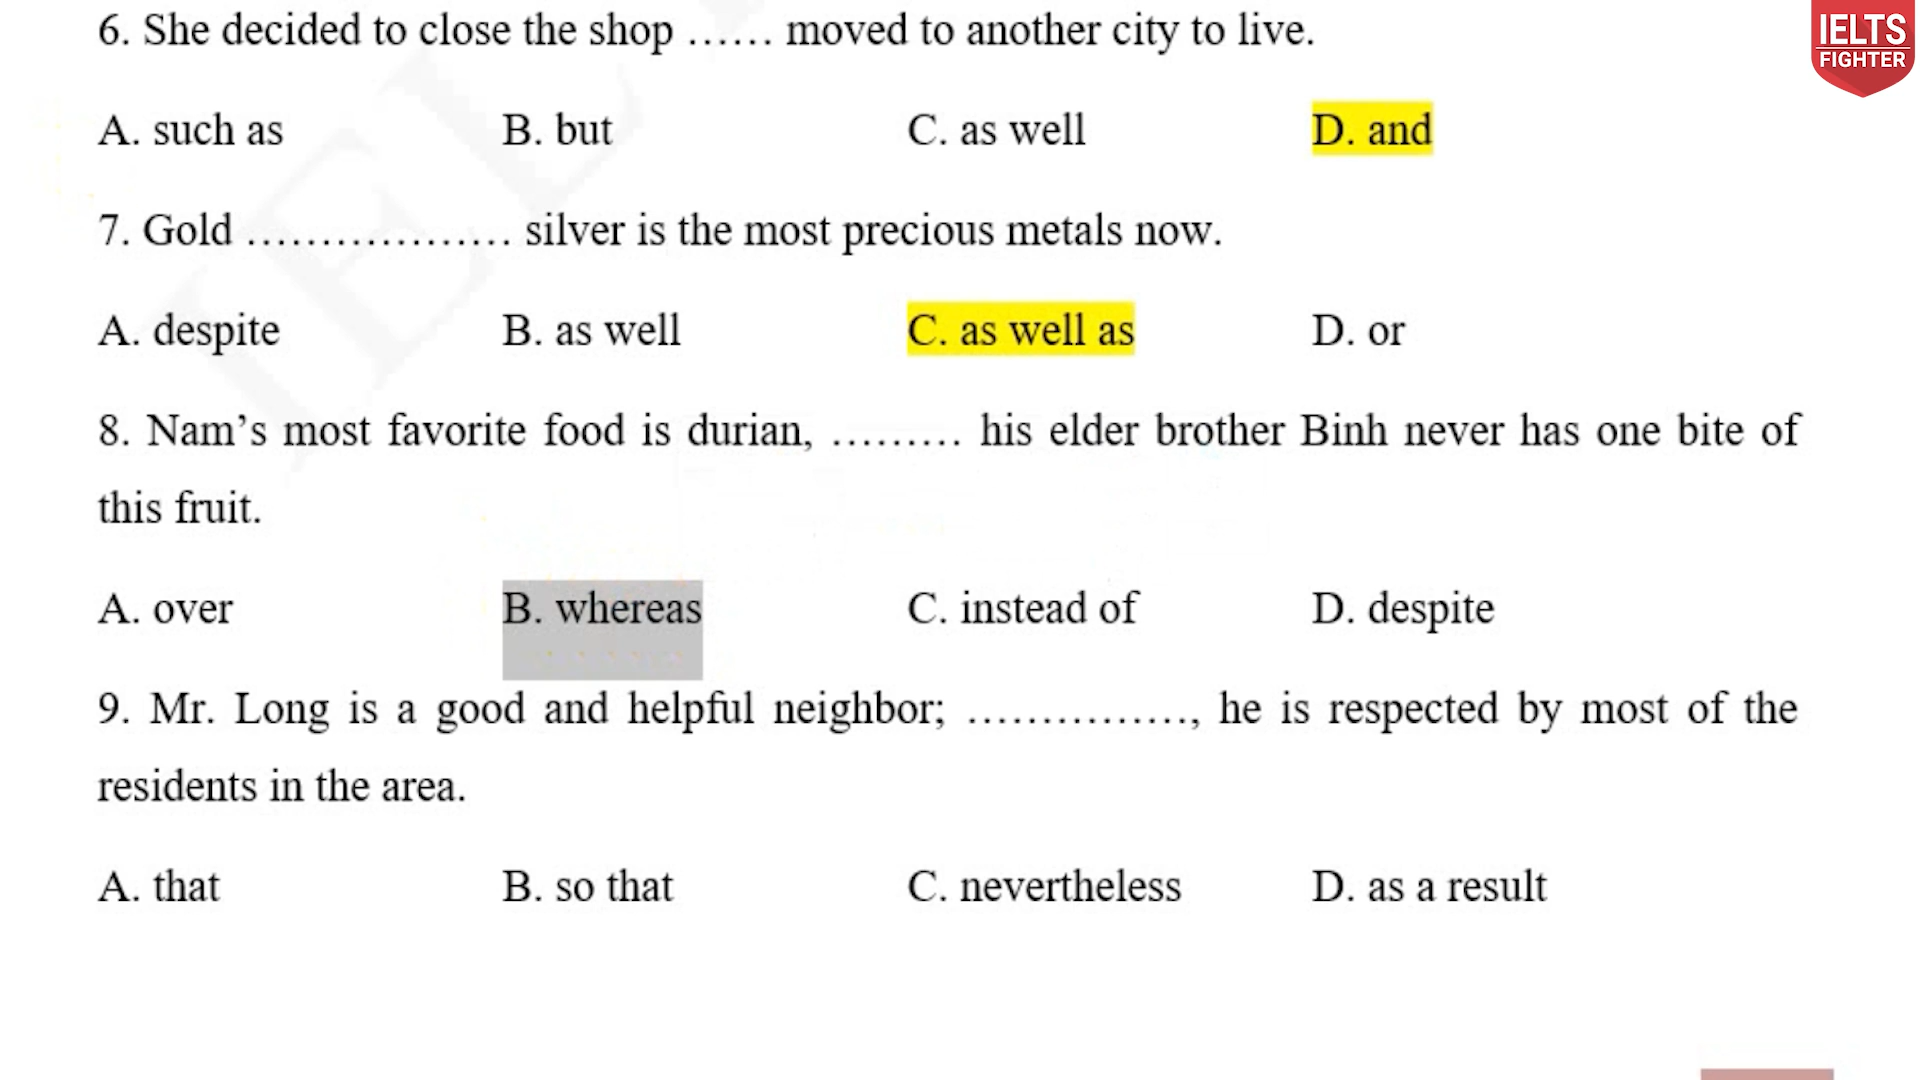 IELTS
FIGHTER
6. She decided to close the shop ...... moved to another city to live.
A. such as B. but C. as well D. and
7. Gold .................. silver is the most precious metals now.
A. despite B. as well C. as well as D. or
8. Nam’s most favorite food is durian, ......... his elder brother Binh never has one bite of
this fruit.
A. over B. whereas C. instead of D. despite
9. Mr. Long is a good and helpful neighbor; ..............., he is respected by most of the
residents in the area.
A. that B. so that C. nevertheless D. as a result